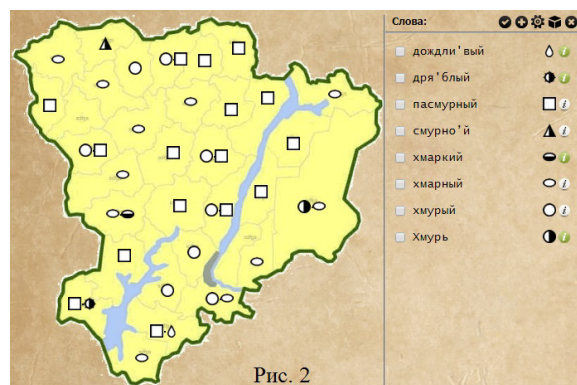 Слова:
дождли'вый
дря'блый
пасмурный
смурно'й
хмаркий
хмарный
хмурый
Хмурь
Рис. 2